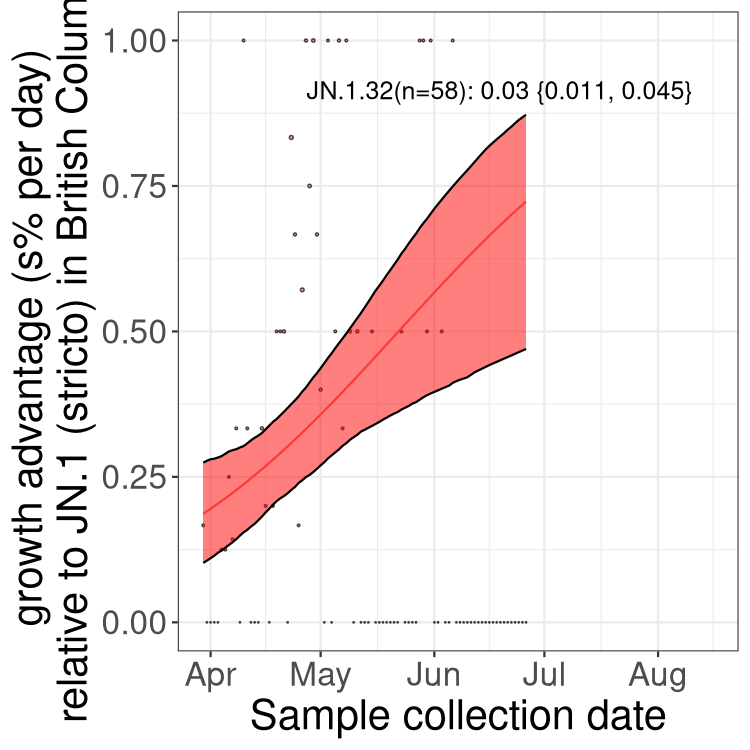 growth advantage (s% per day)
relative to JN.1 (stricto) in British Colum
1.00
0.75
0.50
0.25
0.00
JN.1.32(n=58): 0.03 {0.011, 0.045}
Apr May Jun Jul Aug
Sample collection date